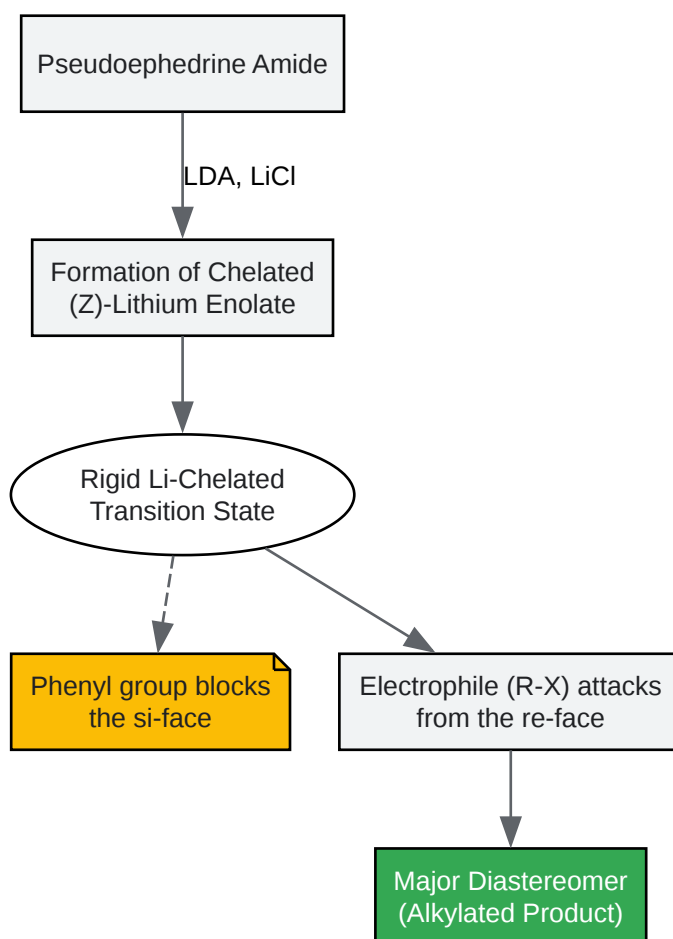 Pseudoephedrine Amide
LDA, LiCl
Formation of Chelated
(Z)-Lithium Enolate
Rigid Li-Chelated
Transition State
Phenyl group blocks
the si-face
Electrophile (R-X) attacks
from the re-face
Major Diastereomer
(Alkylated Product)